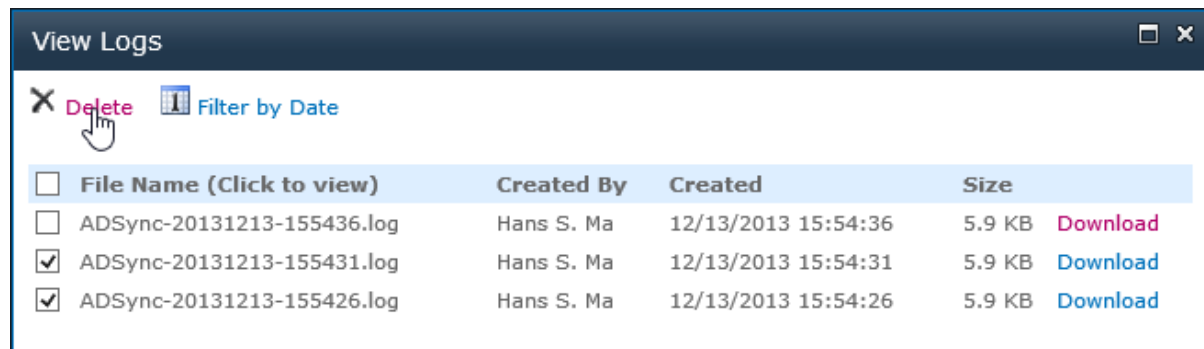 View Logs
Delete Filter by Date
File Name (Click to view) Created By Created Size
ADSync-20131213-155436.log Hans S. Ma 12/13/2013 15:54:36 5.9 KB Download
ADSync-20131213-155431.log Hans S. Ma 12/13/2013 15:54:31 5.9 KB Download
ADSync-20131213-155426.log Hans S. Ma 12/13/2013 15:54:26 5.9 KB Download